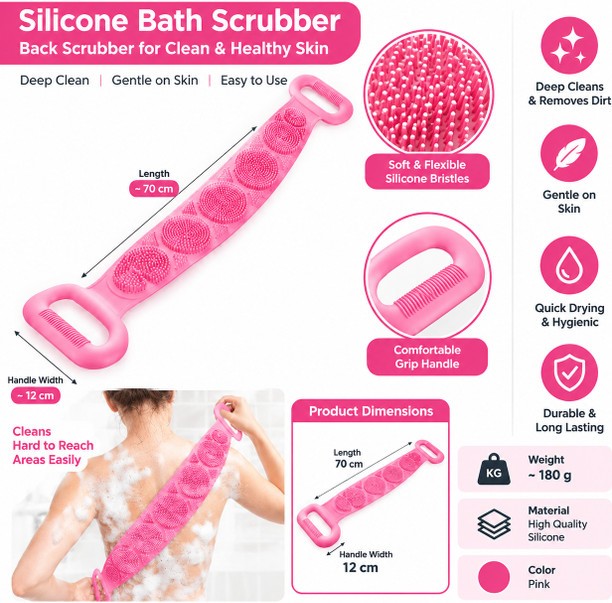 Silicone Bath Scrubber
Back Scrubber for Clean & Healthy Skin
Deep Clean | Gentle on Skin | Easy to Use
Length
~ 70 cm
Handle Width
~ 12 cm
Soft & Flexible
Silicone Bristles
Comfortable
Grip Handle
Deep Cleans
& Removes Dirt
Gentle on
Skin
Quick Drying
& Hygienic
Durable &
Long Lasting
Cleans
Hard to Reach
Areas Easily
Product Dimensions
Length
70 cm
Handle Width
12 cm
KG
Weight
~ 180 g
Material
High Quality
Silicone
Color
Pink